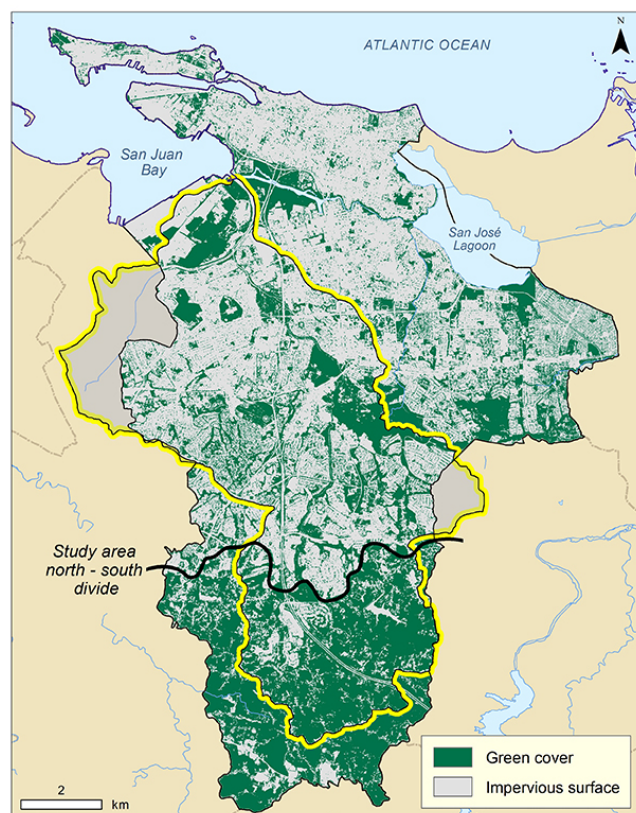 N
ATLANTIC OCEAN
San Juan
Bay
San José
Lagoon
Study area
north - south
divide
Green cover
Impervious surface
2
km